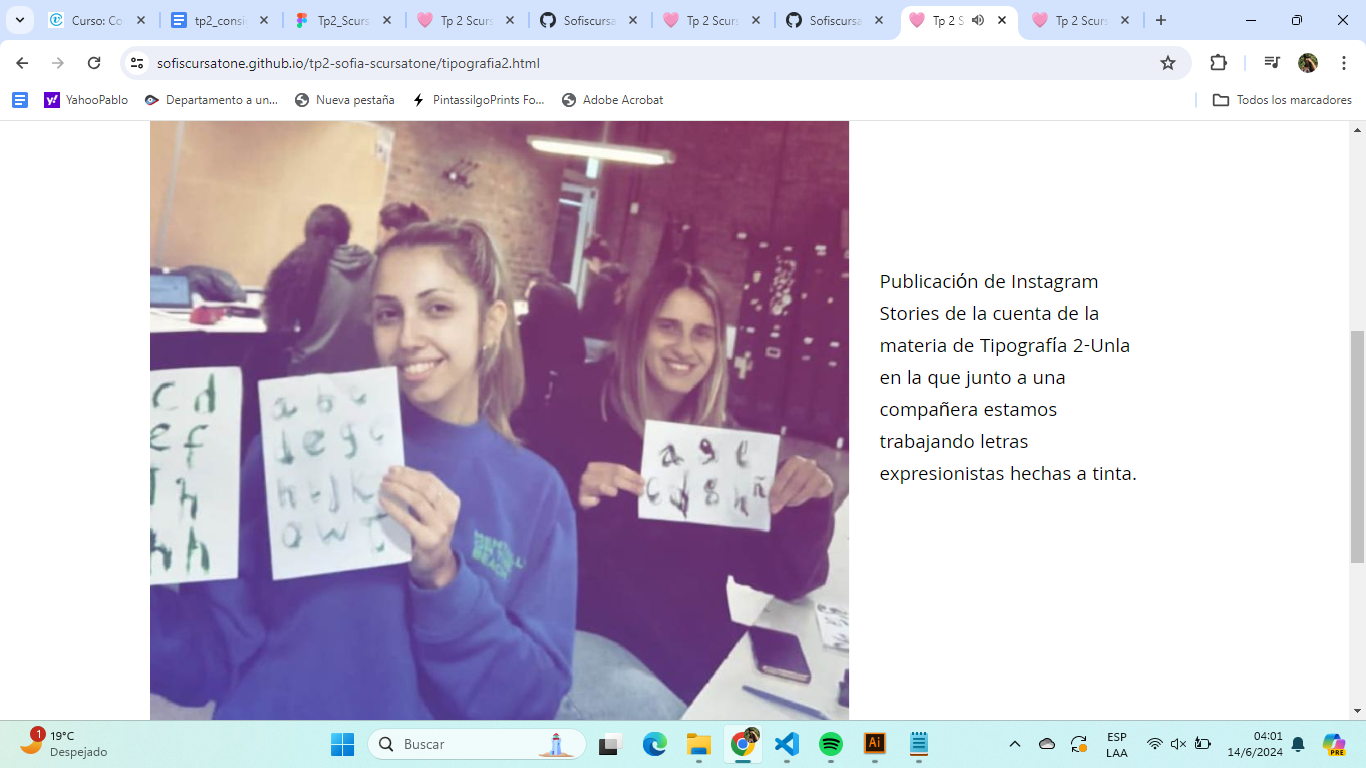 Curso: Co
tp2_consi
Tp2_Scurs
Tp 2 Scurs
Sofiscursa
Tp 2 Scur
Sofiscursa
Tp 2 S
Tp 2 Scurs
sofiscursatone.github.io/tp2-sofia-scursatone/tipografia2.html
YahooPablo
Departamento a un...
Nueva pestaña
PintassilgoPrints Fo...
Adobe Acrobat
Todos los marcadores
Publicación de Instagram
Stories de la cuenta de la
materia de Tipografía 2-Unla
en la que junto a una
compañera estamos
trabajando letras
expresionistas hechas a tinta.
c d
e f
h
h h
a b c
d e g
a g e
g h ñ
1
19°C
Despejado
Buscar
Ai
ESP
LAA
04:01
14/6/2024
PRE